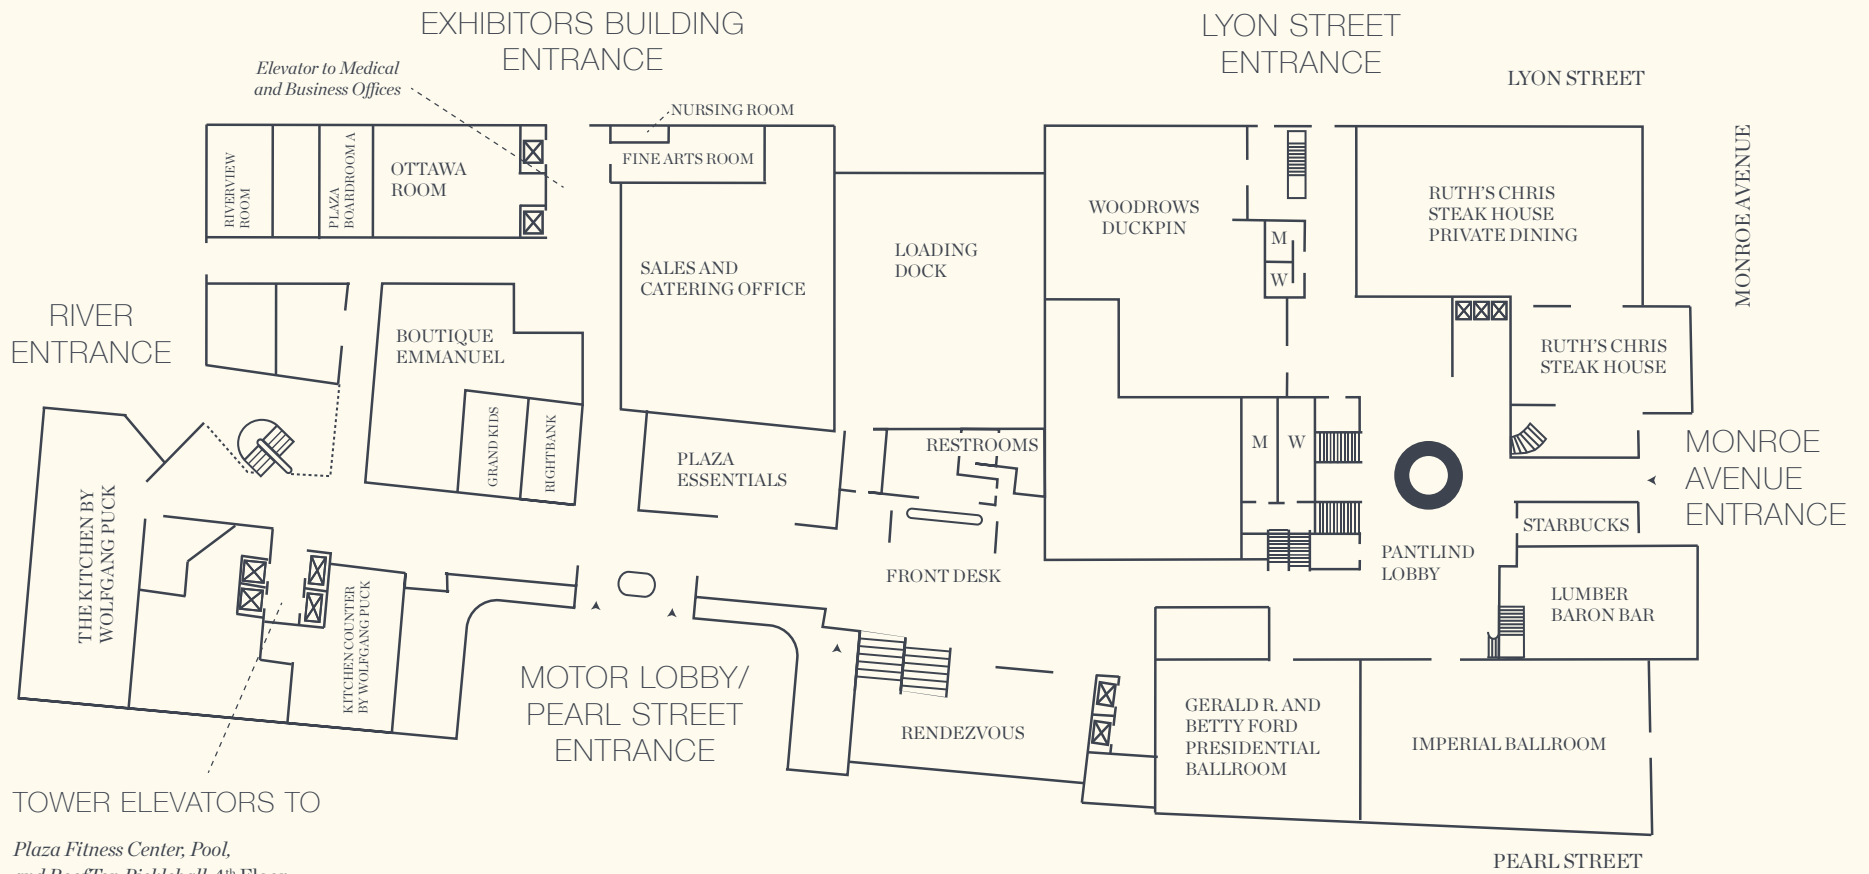 EXHIBITORS BUILDING
ENTRANCE
LYON STREET
ENTRANCE
LYON STREET
Elevator to Medical
and Business Offices
NURSING ROOM
FINE ARTS ROOM
MONROE AVENUE
RIVERVIEW
ROOM
PLAZA
BOARDROOM A
OTTAWA
ROOM
WOODROWS
DUCKPIN
RUTH'S CHRIS
STEAK HOUSE
PRIVATE DINING
M
W
SALES AND
CATERING OFFICE
LOADING
DOCK
RIVER
ENTRANCE
BOUTIQUE
EMMANUEL
RUTH'S CHRIS
STEAK HOUSE
GRAND KIDS
RIGHTBANK
PLAZA
ESSENTIALS
RESTROOMS
M
W
MONROE
AVENUE
ENTRANCE
THE KITCHEN BY
WOLFGANG PUCK
STARBUCKS
FRONT DESK
PANTLIND
LOBBY
LUMBER
BARON BAR
KITCHEN COUNTER
BY WOLFGANG PUCK
MOTOR LOBBY/
PEARL STREET
ENTRANCE
RENDEZVOUS
GERALD R. AND
BETTY FORD
PRESIDENTIAL
BALLROOM
IMPERIAL BALLROOM
TOWER ELEVATORS TO
Plaza Fitness Center, Pool,
and RoofTop Pickleball, 4th Floor
PEARL STREET